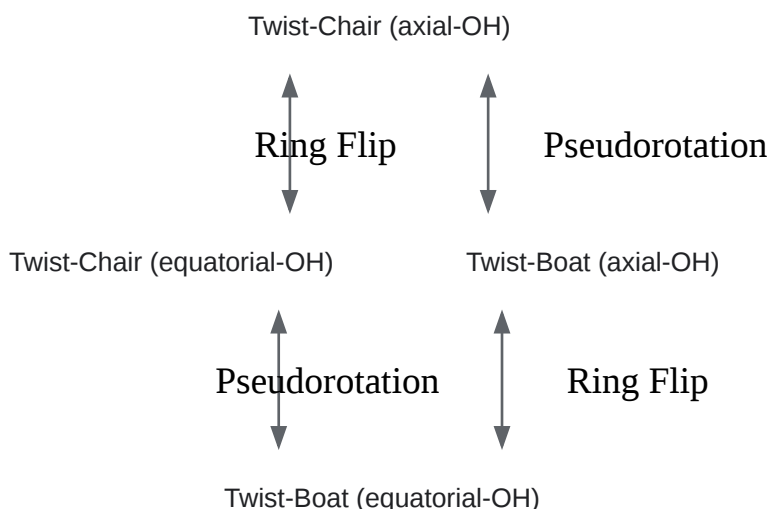 Twist-Chair (axial-OH)
Ring Flip
Pseudorotation
Twist-Chair (equatorial-OH)
Twist-Boat (axial-OH)
Pseudorotation
Ring Flip
Twist-Boat (equatorial-OH)